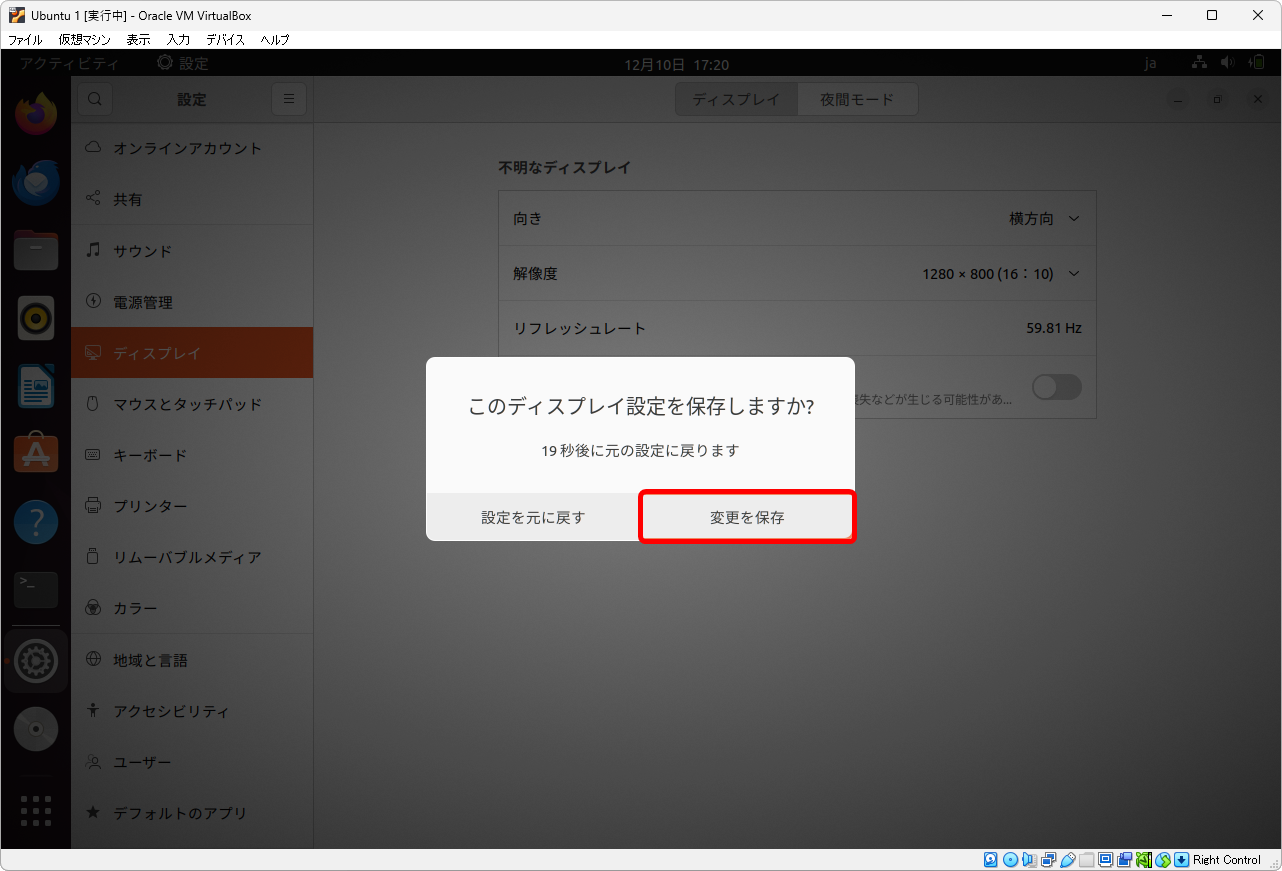 Ubuntu 1 [実行中] - Oracle VM VirtualBox
ファイル 仮想マシン 表示 入力 デバイス ヘルプ
アクティビティ 設定 12月10日 17:20 ja
設定 ディスプレイ 夜間モード
オンラインアカウント
共有
サウンド
電源管理
ディスプレイ
マウスとタッチパッド
キーボード
プリンター
リムーバブルメディア
カラー
地域と言語
アクセシビリティ
ユーザー
デフォルトのアプリ
不明なディスプレイ
向き 横方向
解像度 1280 × 800 (16：10)
リフレッシュレート 59.81 Hz
失などが生じる可能性があ...
このディスプレイ設定を保存しますか?
19 秒後に元の設定に戻ります
設定を元に戻す 変更を保存
Right Control